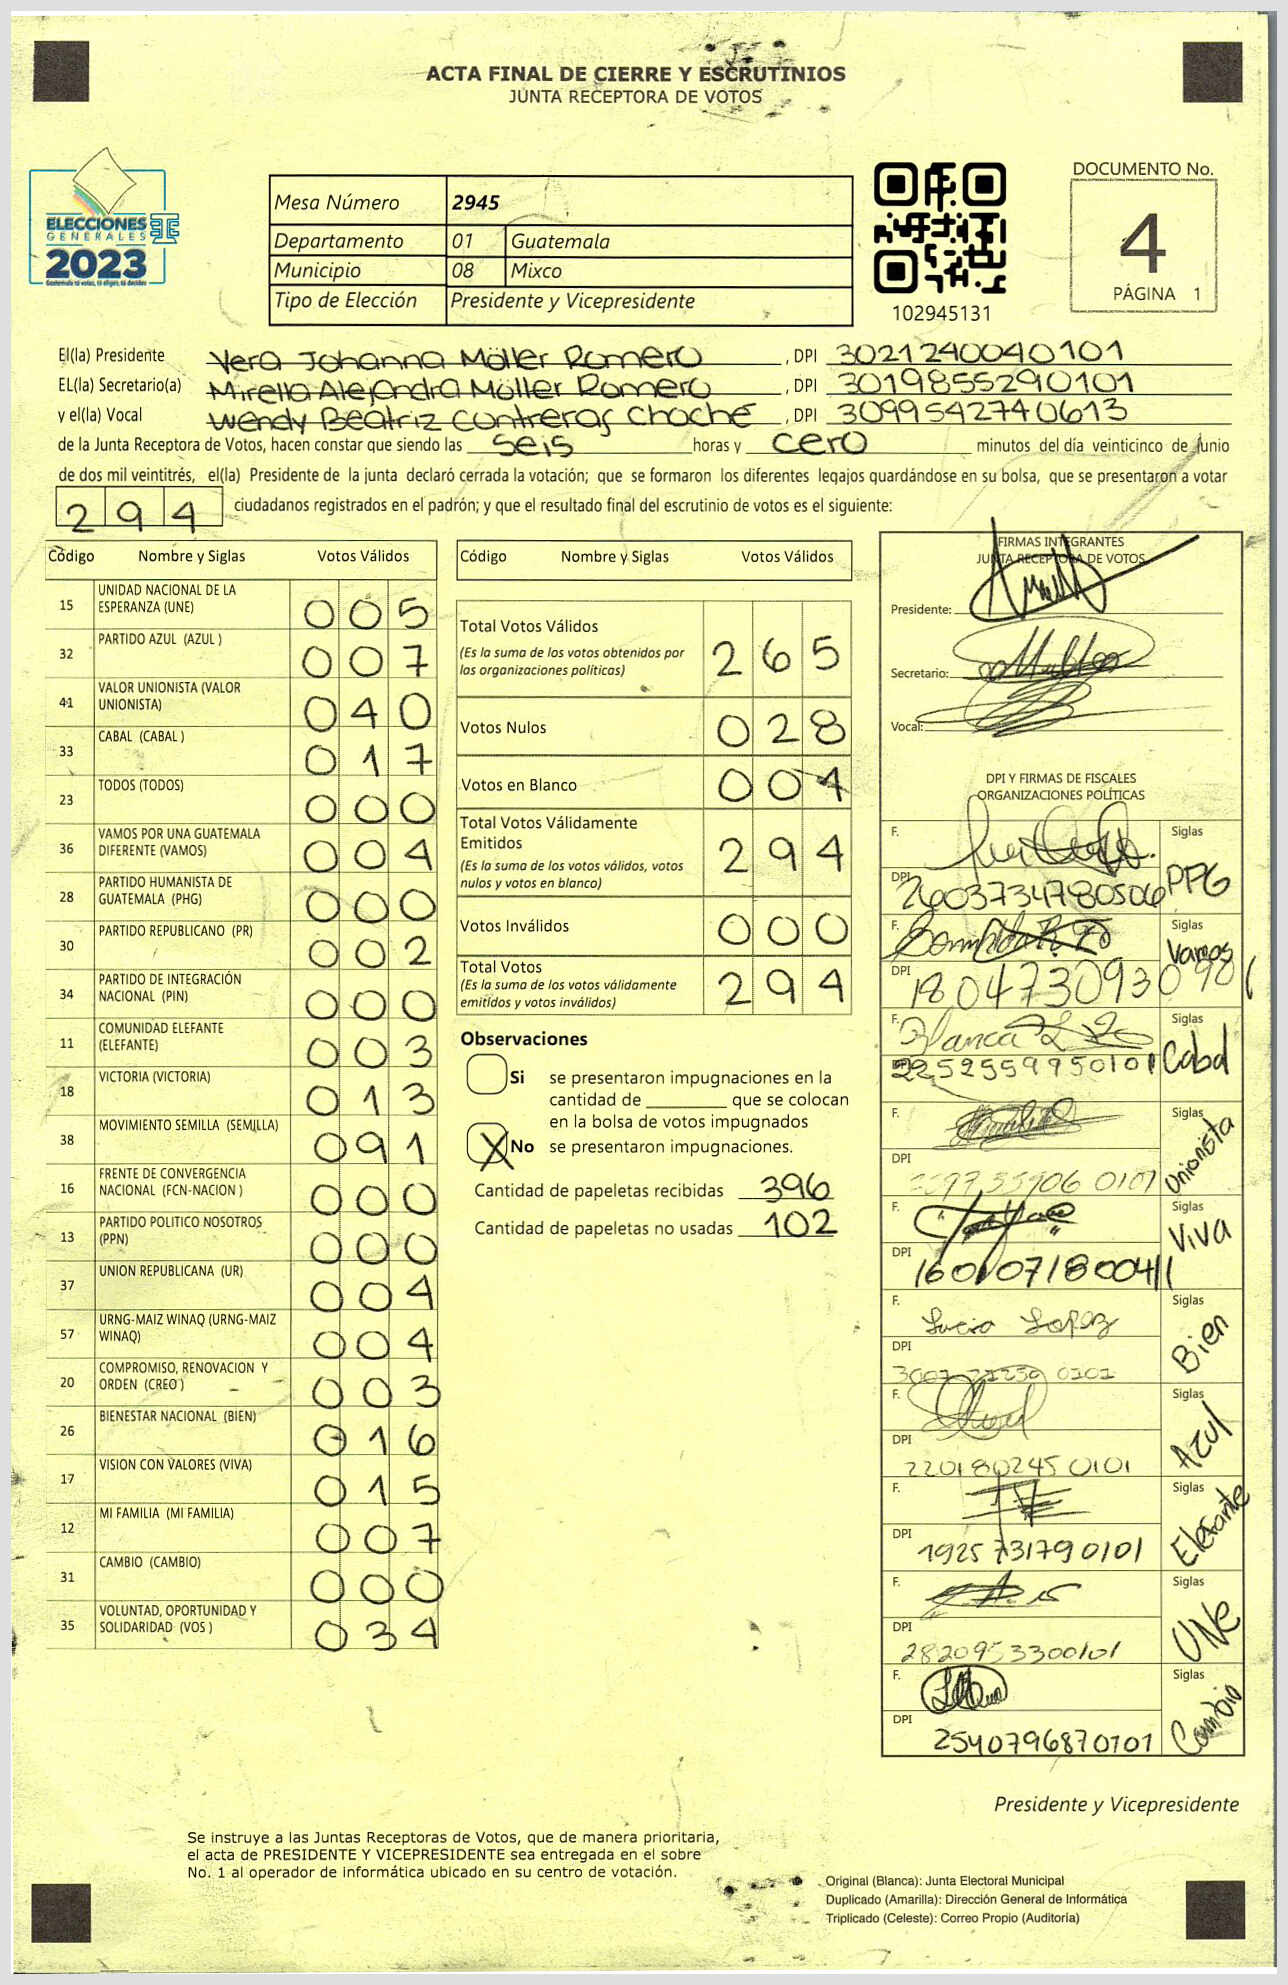 ACTA FINAL DE CIERRE Y ESCRUTINIOS
JUNTA RECEPTORA DE VOTOS
ELECCIONES
GENERALES
2023
Guatemala tú votas, tú eliges, tú decides
Mesa Número 2945
Departamento 01 Guatemala
Municipio 08 Mixco
Tipo de Elección Presidente y Vicepresidente
102945131
DOCUMENTO No.
4
PÁGINA 1
El(la) Presidente Vera Johanna Möller Romero , DPI 3021240040101
EL(la) Secretario(a) Mirella Alejandra Möller Romero , DPI 3019855290101
y el(la) Vocal Wendy Beatriz Contreras Choché , DPI 3099542740613
de la Junta Receptora de Votos, hacen constar que siendo las seis horas y cero minutos del día veinticinco de Junio
de dos mil veintitrés, el(la) Presidente de la junta declaró cerrada la votación; que se formaron los diferentes legajos guardándose en su bolsa, que se presentaron a votar
294 ciudadanos registrados en el padrón; y que el resultado final del escrutinio de votos es el siguiente:
Código Nombre y Siglas Votos Válidos
15 UNIDAD NACIONAL DE LA
ESPERANZA (UNE) 005
32 PARTIDO AZUL (AZUL ) 007
41 VALOR UNIONISTA (VALOR
UNIONISTA) 040
33 CABAL (CABAL ) 017
23 TODOS (TODOS) 000
36 VAMOS POR UNA GUATEMALA
DIFERENTE (VAMOS) 004
28 PARTIDO HUMANISTA DE
GUATEMALA (PHG) 000
30 PARTIDO REPUBLICANO (PR) 002
34 PARTIDO DE INTEGRACIÓN
NACIONAL (PIN) 000
11 COMUNIDAD ELEFANTE
(ELEFANTE) 003
18 VICTORIA (VICTORIA) 013
38 MOVIMIENTO SEMILLA (SEMILLA) 091
16 FRENTE DE CONVERGENCIA
NACIONAL (FCN-NACION ) 000
13 PARTIDO POLITICO NOSOTROS
(PPN) 000
37 UNION REPUBLICANA (UR) 004
57 URNG-MAIZ WINAQ (URNG-MAIZ
WINAQ) 004
20 COMPROMISO, RENOVACION Y
ORDEN (CREO ) 003
26 BIENESTAR NACIONAL (BIEN) 016
17 VISION CON VALORES (VIVA) 015
12 MI FAMILIA (MI FAMILIA) 007
31 CAMBIO (CAMBIO) 000
35 VOLUNTAD, OPORTUNIDAD Y
SOLIDARIDAD (VOS ) 034
Código Nombre y Siglas Votos Válidos
Total Votos Válidos 265
(Es la suma de los votos obtenidos por
las organizaciones políticas)
Votos Nulos 028
Votos en Blanco 004
Total Votos Válidamente
Emitidos 294
(Es la suma de los votos válidos, votos
nulos y votos en blanco)
Votos Inválidos 000
Total Votos 294
(Es la suma de los votos válidamente
emitidos y votos inválidos)
Observaciones
Si se presentaron impugnaciones en la
cantidad de que se colocan
en la bolsa de votos impugnados
X No se presentaron impugnaciones.
Cantidad de papeletas recibidas 396
Cantidad de papeletas no usadas 102
FIRMAS INTEGRANTES
JUNTA RECEPTORA DE VOTOS
Presidente:
Secretario:
Vocal:
DPI Y FIRMAS DE FISCALES
ORGANIZACIONES POLÍTICAS
F. Siglas
DPI 2603734780506 PPG
F. Siglas Vamos
DPI
F. Blanca Siglas Cabal
2252559950101
F. Siglas Unionista
DPI
F. Siglas Viva
DPI
F. Lucia Lopez Siglas Bien
DPI
F. Siglas Azul
DPI 2201802450101
F. Siglas Elefante
DPI 1925731790101
F. Siglas UNe
DPI 2820953300101
F. Siglas Cambio
DPI 2540796870101
Presidente y Vicepresidente
Se instruye a las Juntas Receptoras de Votos, que de manera prioritaria,
el acta de PRESIDENTE Y VICEPRESIDENTE sea entregada en el sobre
No. 1 al operador de informática ubicado en su centro de votación.
Original (Blanca): Junta Electoral Municipal
Duplicado (Amarilla): Dirección General de Informática
Triplicado (Celeste): Correo Propio (Auditoría)